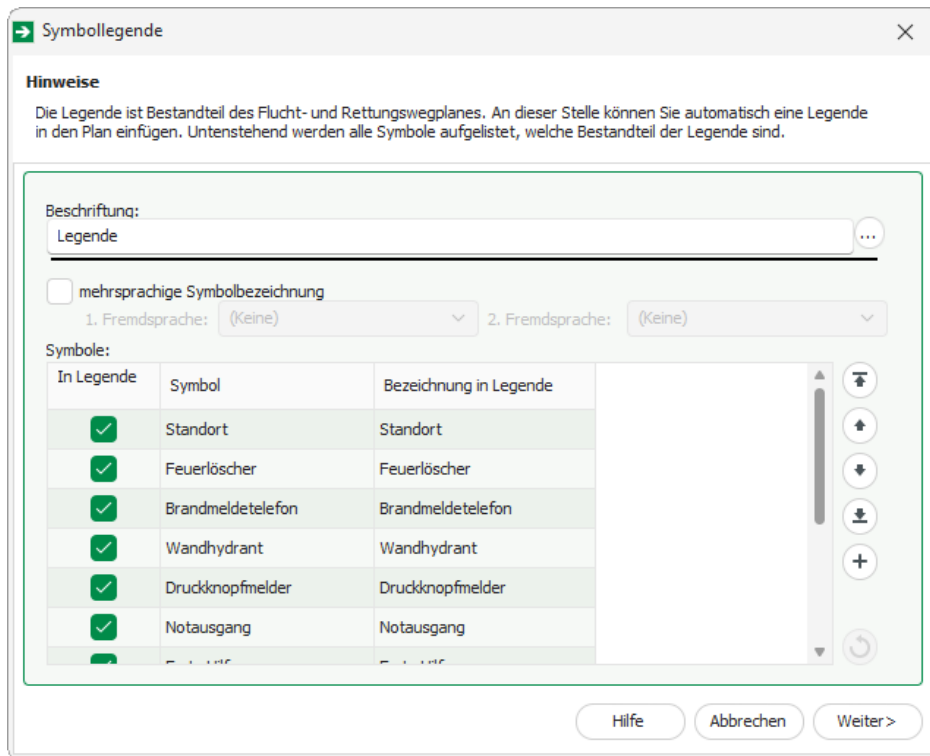 Symbollegende
Hinweise
Die Legende ist Bestandteil des Flucht- und Rettungswegplanes. An dieser Stelle können Sie automatisch eine Legende
in den Plan einfügen. Untenstehend werden alle Symbole aufgelistet, welche Bestandteil der Legende sind.
Beschriftung:
Legende
...
mehrsprachige Symbolbezeichnung
1. Fremdsprache: (Keine) 2. Fremdsprache: (Keine)
Symbole:
In Legende Symbol Bezeichnung in Legende
Standort Standort
Feuerlöscher Feuerlöscher
Brandmeldetelefon Brandmeldetelefon
Wandhydrant Wandhydrant
Druckknopfmelder Druckknopfmelder
Notausgang Notausgang
Hilfe Abbrechen Weiter>